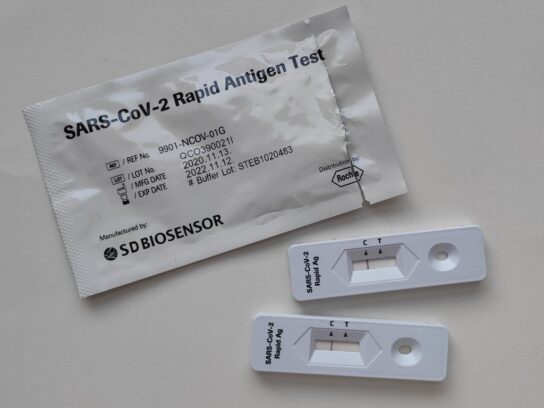 SARS-CoV-2 Rapid Antigen Test
REF / REF No. 9901-NCOV-01G
LOT / LOT No. QCO390021I
/ MFG DATE 2020.11.13.
/ EXP DATE 2022.11.12.
# Buffer Lot: STEB1020483
Manufactured by:
SD BIOSENSOR
Distribution by:
Roche
C T
SARS-CoV-2
Rapid Ag
C T
SARS-CoV-2
Rapid Ag